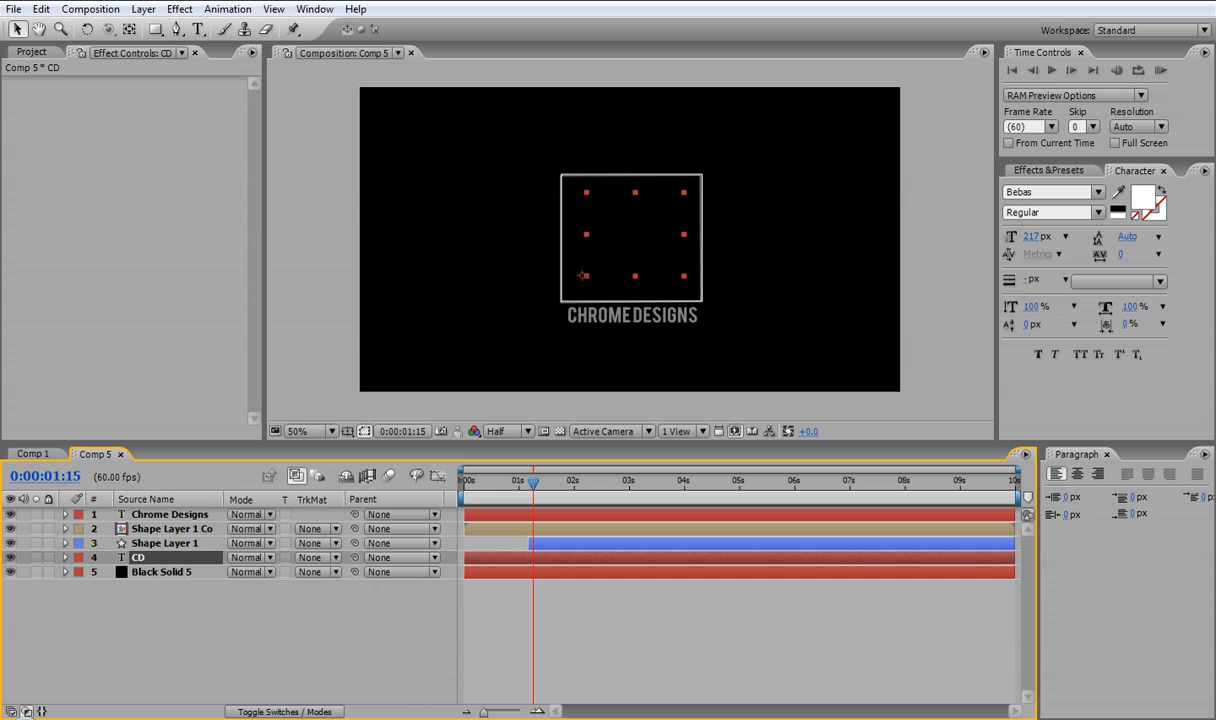 File Edit Composition Layer Effect Animation View Window Help
Workspace: Standard
Project Effect Controls: CD
Comp 5 * CD
Composition: Comp 5
CHROME DESIGNS
50% 0:00:01:15 Half Active Camera 1 View +0.0
Time Controls
RAM Preview Options
Frame Rate Skip Resolution
(60) 0 Auto
From Current Time Full Screen
Effects & Presets Character
Bebas
Regular
217 px Auto
Metrics 0
- px
100 % 100 %
0 px 0 %
T T TT Tr T¹ T₁
Comp 1 Comp 5
0:00:01:15 (60.00 fps)
# Source Name Mode T TrkMat Parent
1 T Chrome Designs Normal None
2 Shape Layer 1 Co Normal None None
3 Shape Layer 1 Normal None None
4 T CD Normal None None
5 Black Solid 5 Normal None None
:00s 01s 02s 03s 04s 05s 06s 07s 08s 09s 10s
Toggle Switches / Modes
Paragraph
0 px 0 px 0 px
0 px 0 px